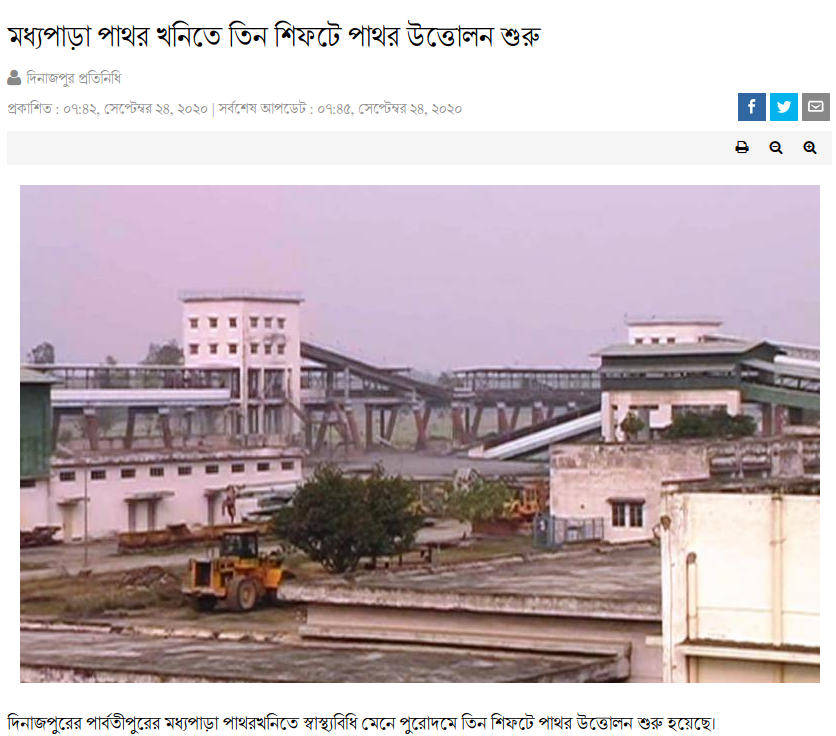 মধ্যপাড়া পাথর খনিতে তিন শিফটে পাথর উত্তোলন শুরু
দিনাজপুর প্রতিনিধি
প্রকাশিত : ০৭:৪২, সেপ্টেম্বর ২৪, ২০২০ | সর্বশেষ আপডেট : ০৭:৪৫, সেপ্টেম্বর ২৪, ২০২০
দিনাজপুরের পার্বতীপুরের মধ্যপাড়া পাথরখনিতে স্বাস্থ্যবিধি মেনে পুরোদমে তিন শিফটে পাথর উত্তোলন শুরু হয়েছে।